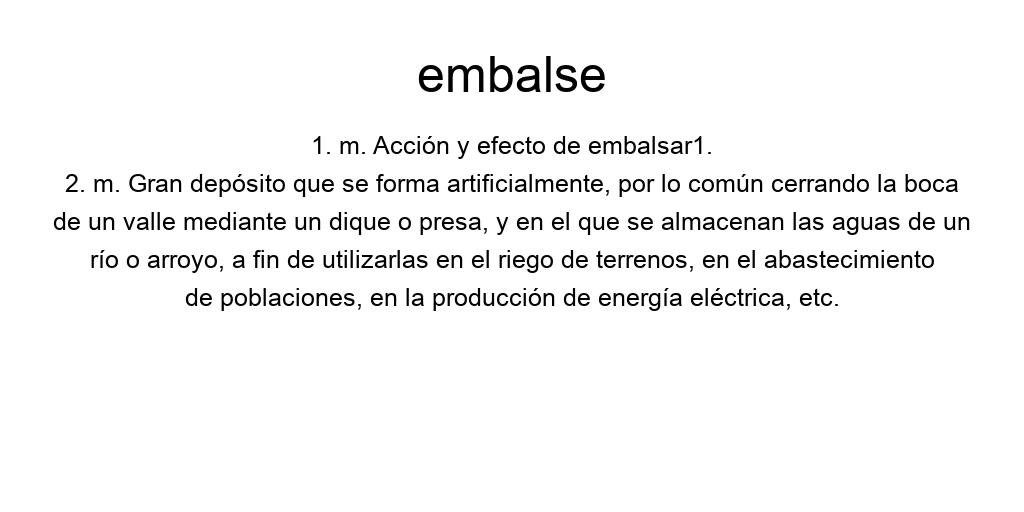 embalse
1. m. Acción y efecto de embalsar1.
2. m. Gran depósito que se forma artificialmente, por lo común cerrando la boca
de un valle mediante un dique o presa, y en el que se almacenan las aguas de un
río o arroyo, a fin de utilizarlas en el riego de terrenos, en el abastecimiento
de poblaciones, en la producción de energía eléctrica, etc.